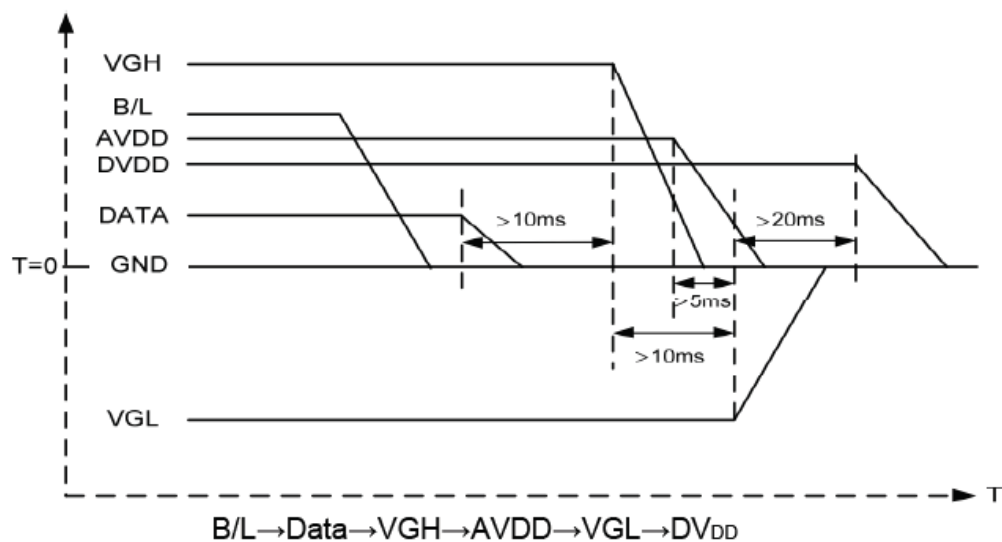 VGH
B/L
AVDD
DVDD
DATA
>10ms
>20ms
T=0
GND
>5ms
>10ms
VGL
T
B/L→Data→VGH→AVDD→VGL→DVDD